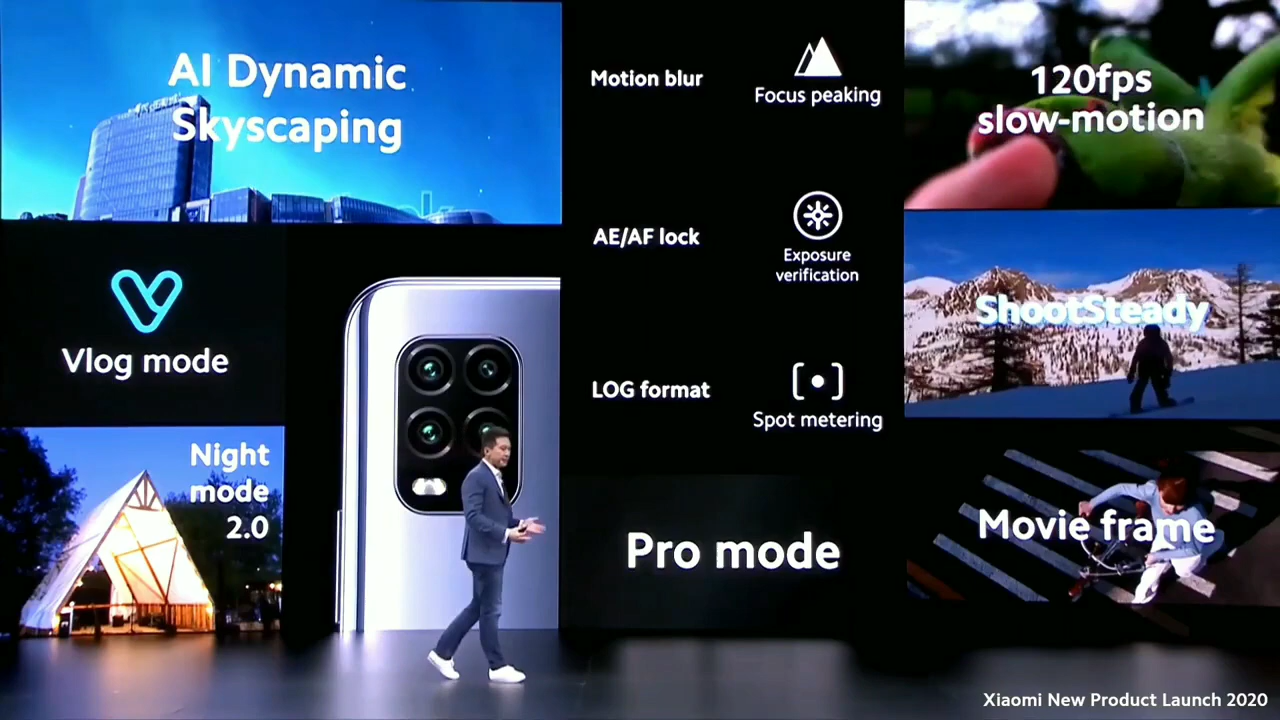 AI Dynamic
Skyscaping
Vlog mode
Night
mode
2.0
Motion blur
Focus peaking
AE/AF lock
Exposure
verification
LOG format
Spot metering
Pro mode
120fps
slow-motion
ShootSteady
Movie frame
Xiaomi New Product Launch 2020